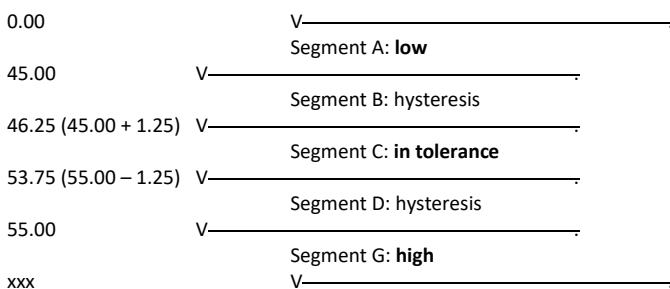 0.00 V
Segment A: low
45.00 V
Segment B: hysteresis
46.25 (45.00 + 1.25) V
Segment C: in tolerance
53.75 (55.00 – 1.25) V
Segment D: hysteresis
55.00 V
Segment G: high
xxx V